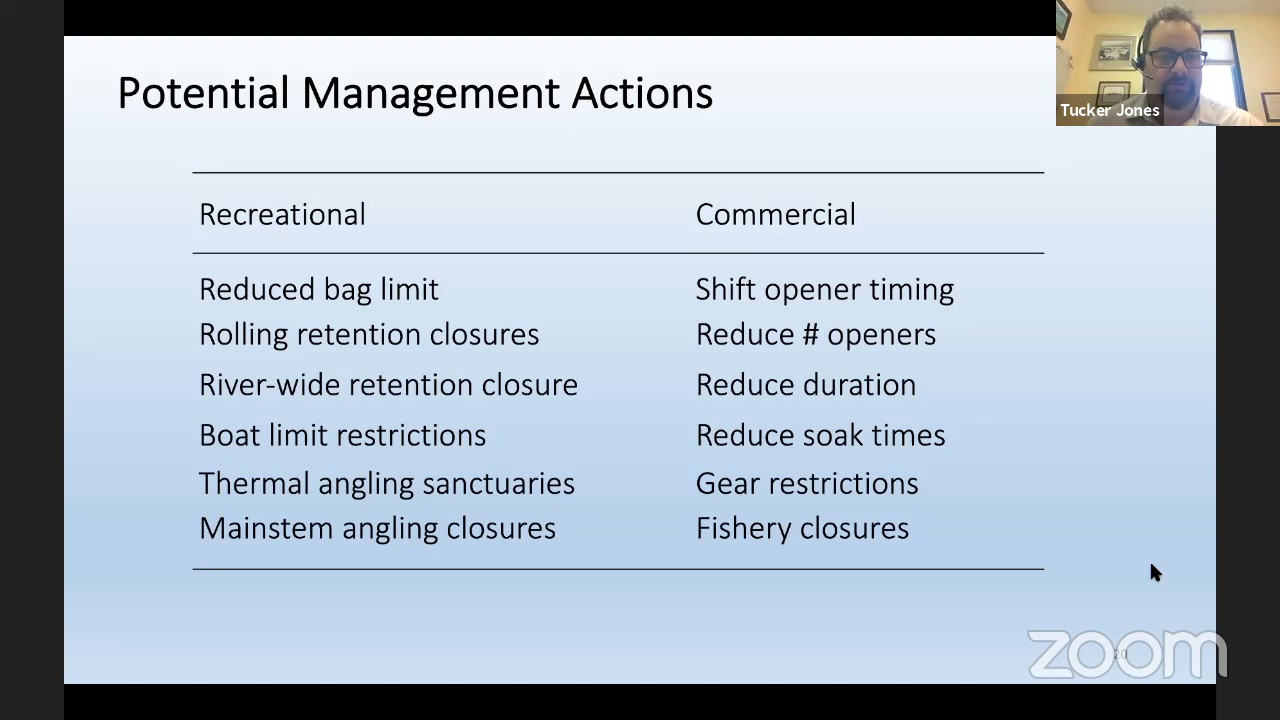 Potential Management Actions
Tucker Jones
Recreational Commercial
Reduced bag limit Shift opener timing
Rolling retention closures Reduce # openers
River-wide retention closure Reduce duration
Boat limit restrictions Reduce soak times
Thermal angling sanctuaries Gear restrictions
Mainstem angling closures Fishery closures
zoom
20